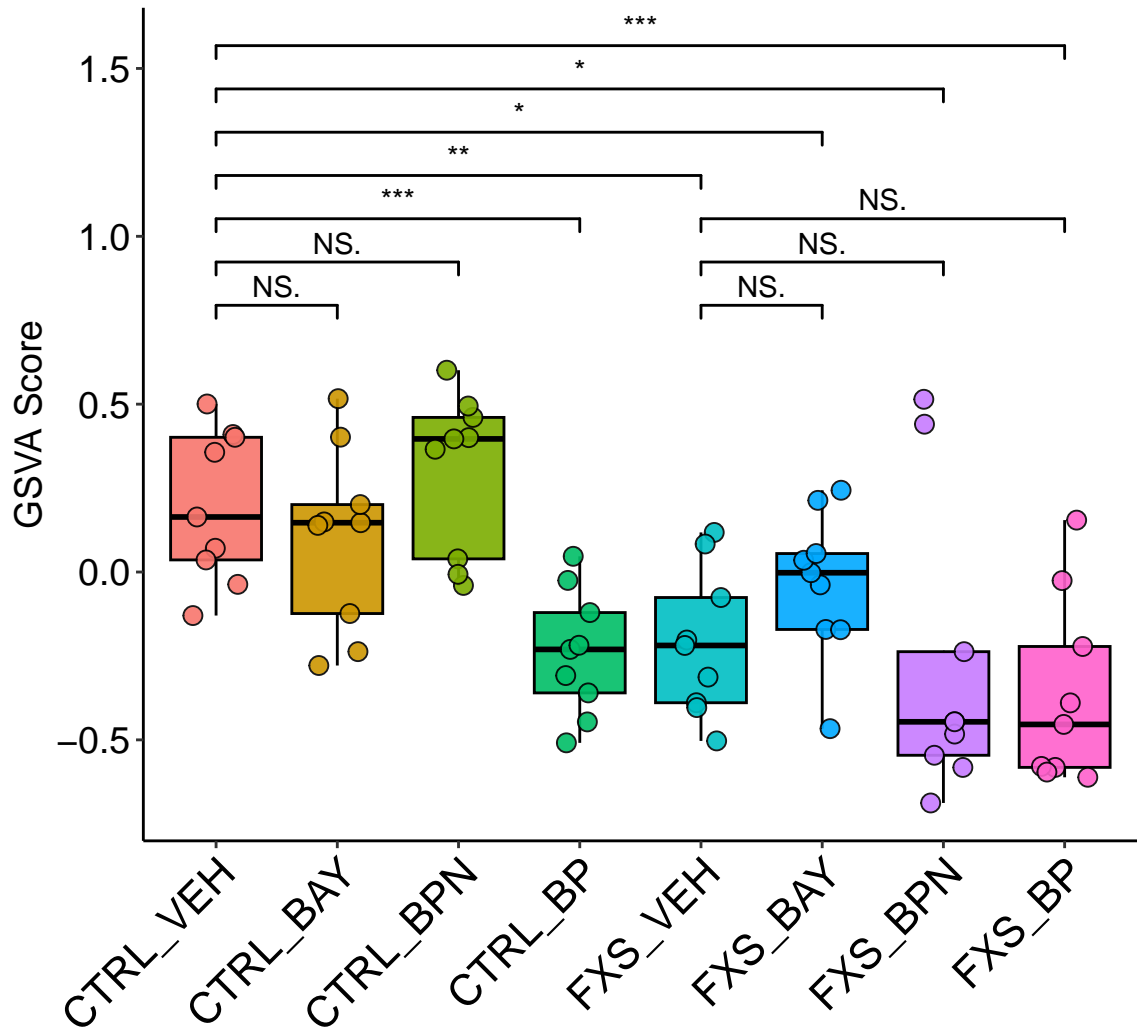 ***
1.5
*
*
**
***
NS.
1.0
NS.
NS.
NS.
NS.
GSVA Score
0.5
0.0
−0.5
CTRL_VEH
CTRL_BAY
CTRL_BPN
CTRL_BP
FXS_VEH
FXS_BAY
FXS_BPN
FXS_BP